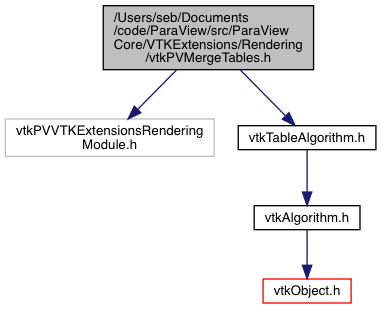 /Users/seb/Documents
/code/ParaView/src/ParaView
Core/VTKExtensions/Rendering
/vtkPVMergeTables.h
vtkPVVTKExtensionsRendering
Module.h
vtkTableAlgorithm.h
vtkAlgorithm.h
vtkObject.h